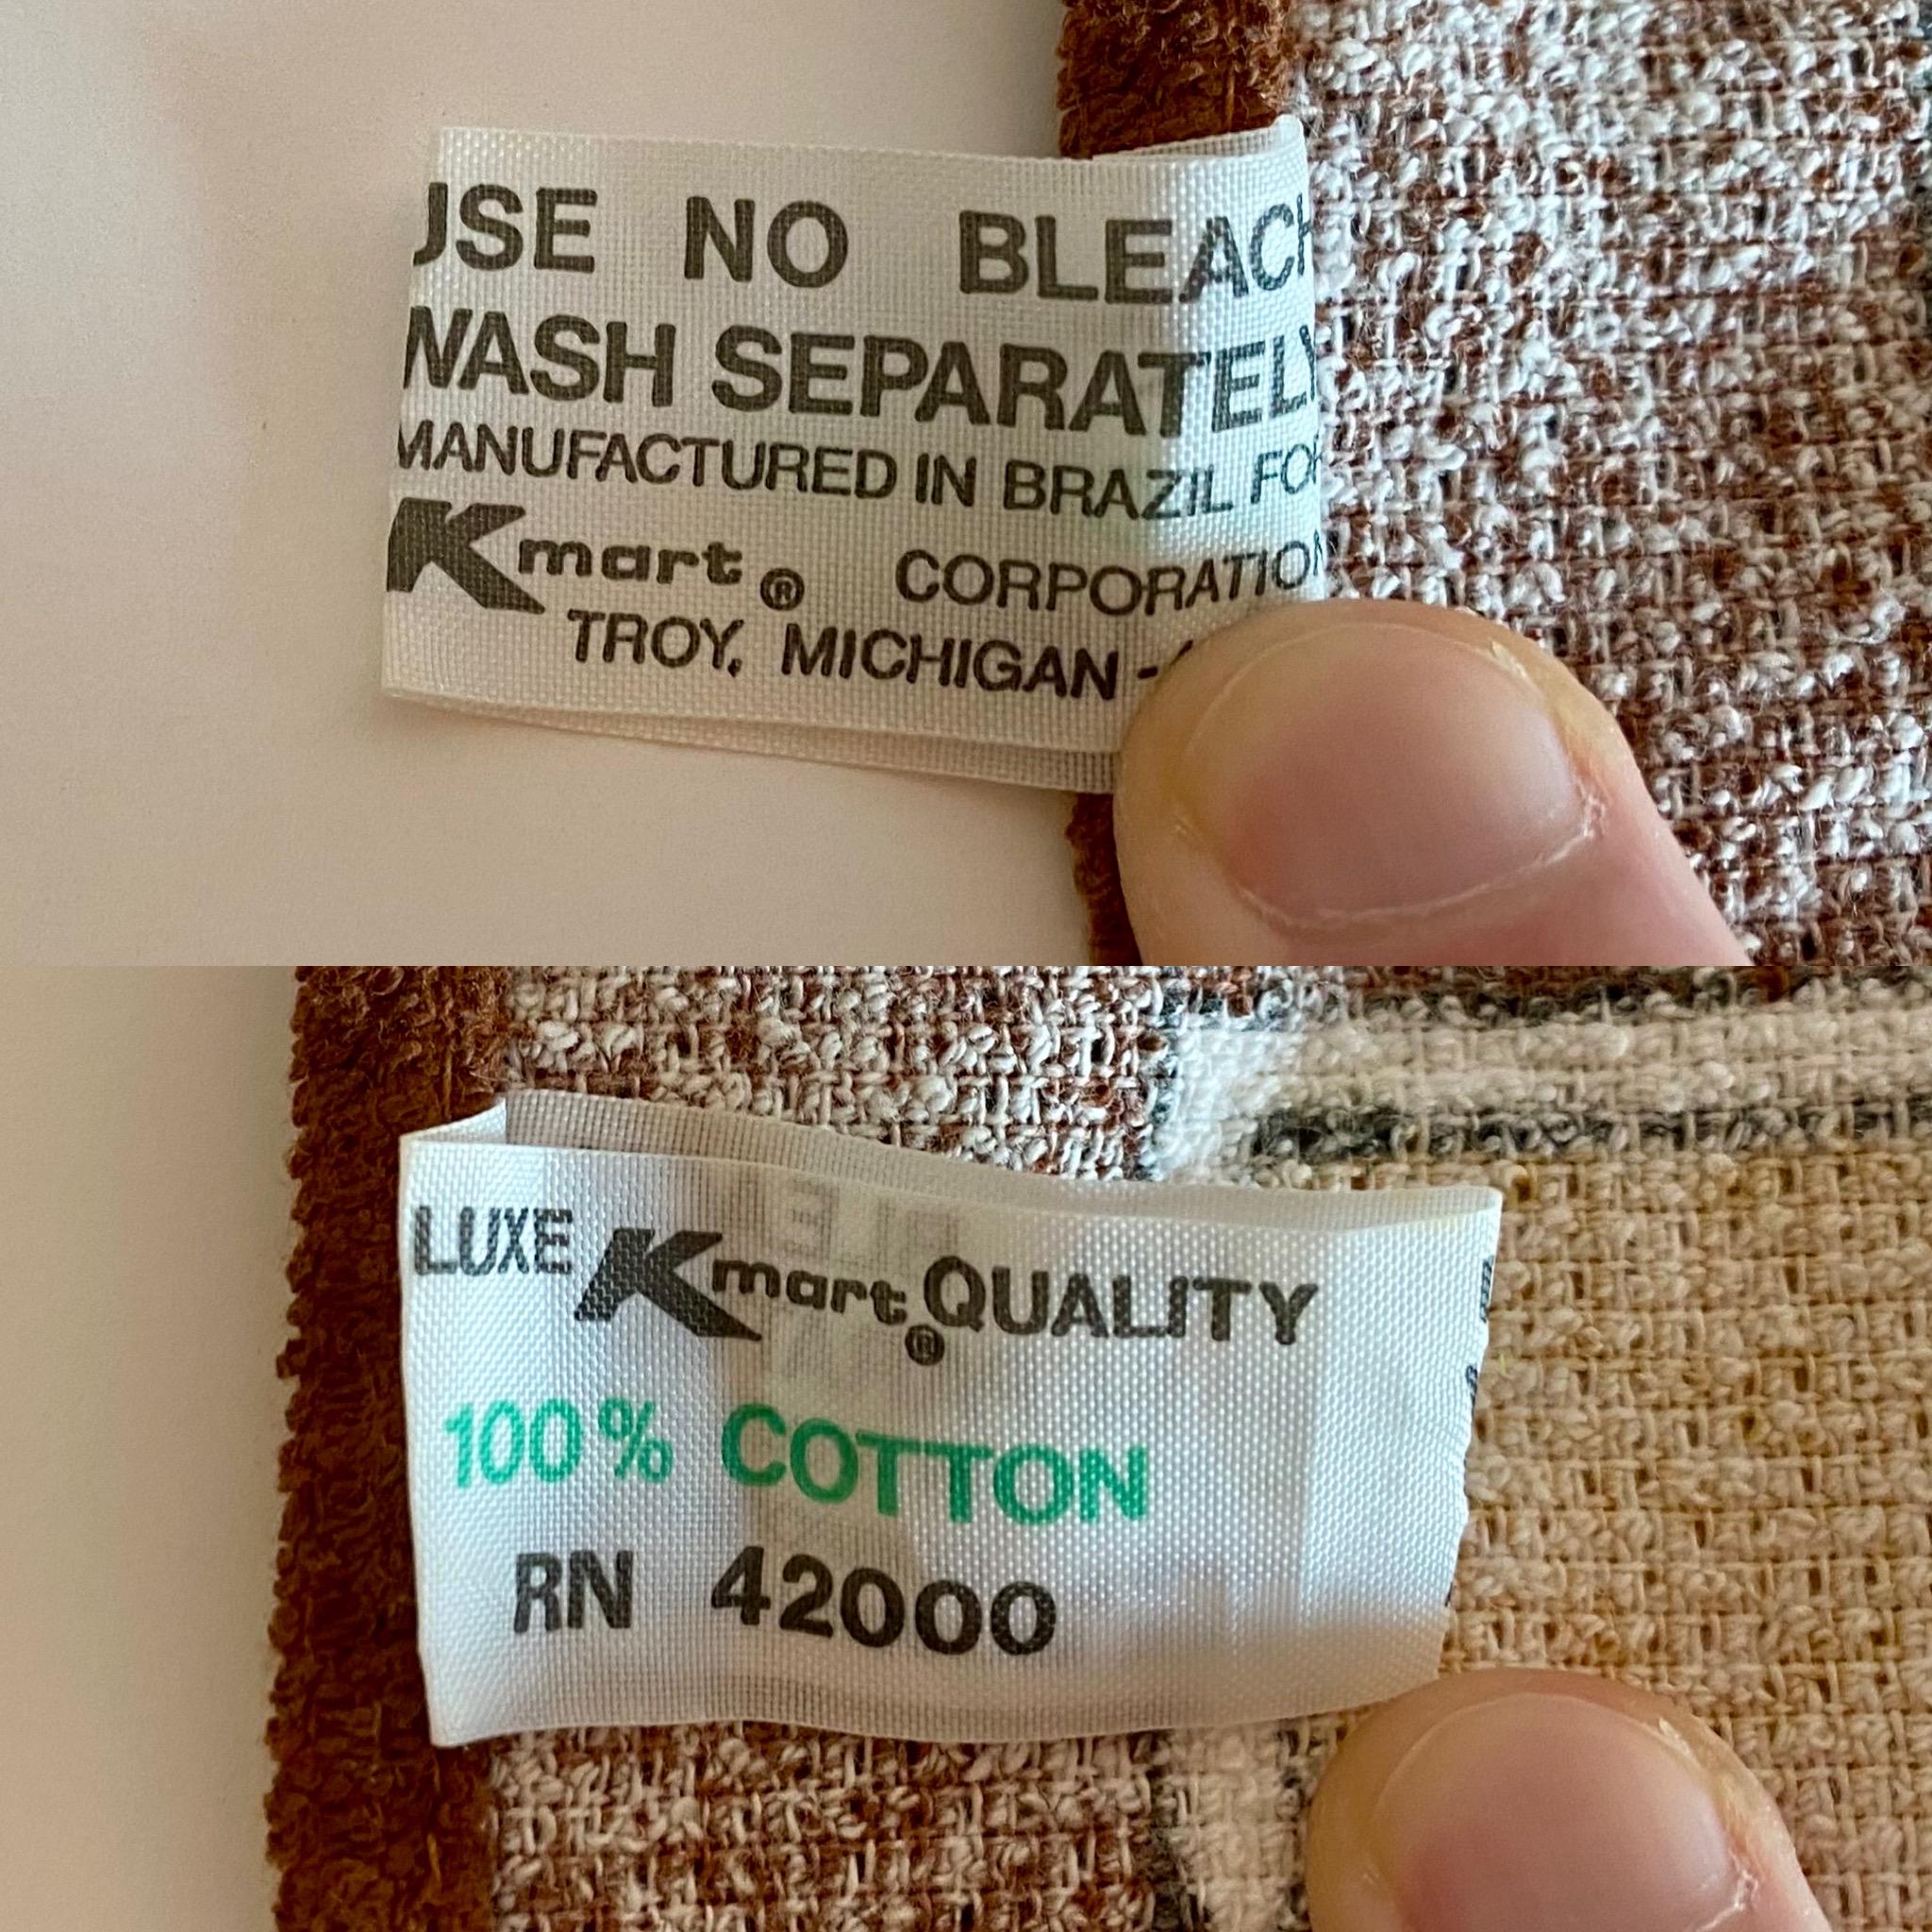 USE NO BLEACH
WASH SEPARATELY
MANUFACTURED IN BRAZIL FOR
Kmart® CORPORATION
TROY, MICHIGAN -
LUXE Kmart® QUALITY
100% COTTON
RN 42000